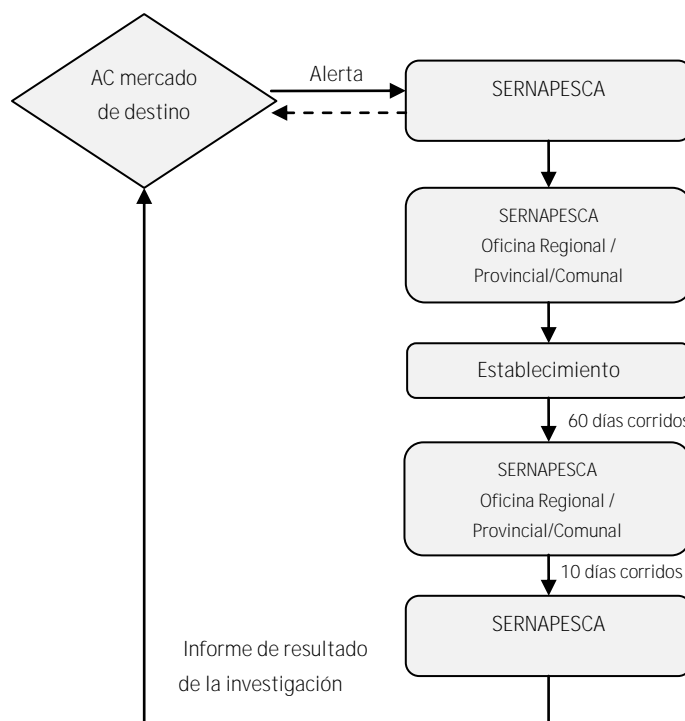 AC mercado
de destino
Alerta
SERNAPESCA
SERNAPESCA
Oficina Regional /
Provincial/Comunal
Establecimiento
60 días corridos
SERNAPESCA
Oficina Regional /
Provincial/Comunal
10 días corridos
SERNAPESCA
Informe de resultado
de la investigación